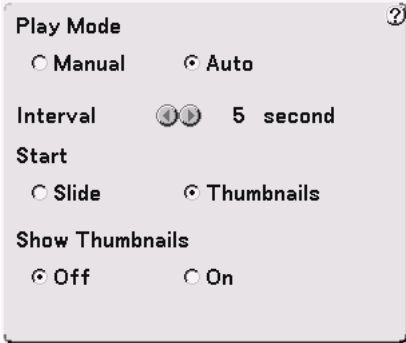 ?
Play Mode
Manual Auto
Interval 5 second
Start
Slide Thumbnails
Show Thumbnails
Off On